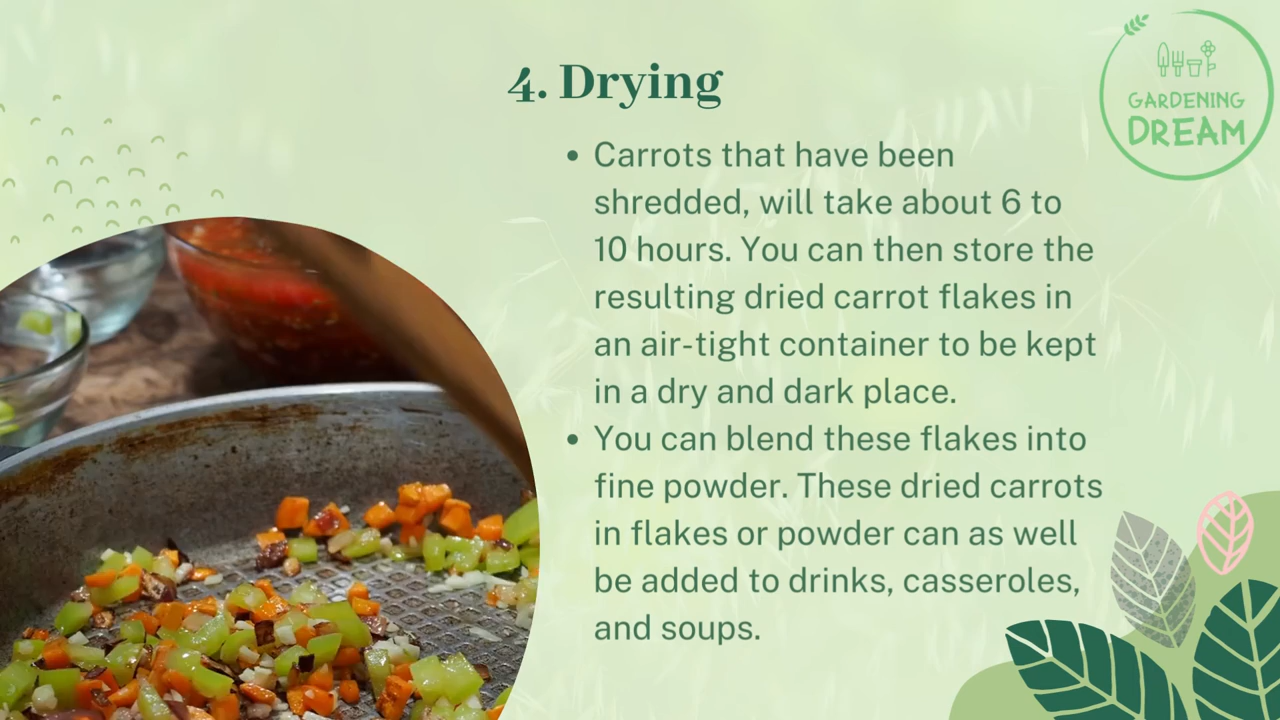 GARDENING
DREAM
4. Drying
• Carrots that have been
shredded, will take about 6 to
10 hours. You can then store the
resulting dried carrot flakes in
an air-tight container to be kept
in a dry and dark place.
• You can blend these flakes into
fine powder. These dried carrots
in flakes or powder can as well
be added to drinks, casseroles,
and soups.